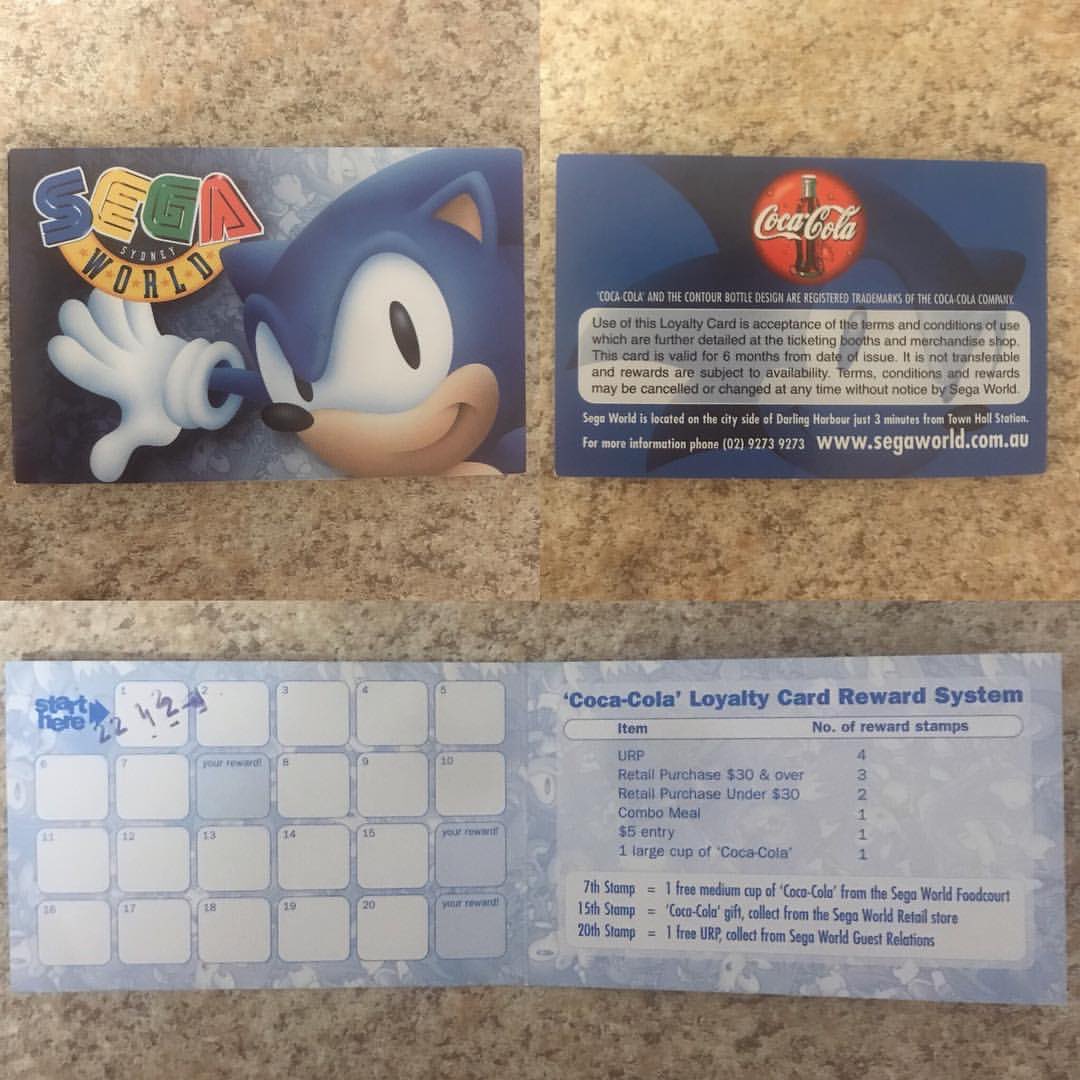 SEGA
SYDNEY
WORLD
Coca-Cola
'COCA-COLA' AND THE CONTOUR BOTTLE DESIGN ARE REGISTERED TRADEMARKS OF THE COCA-COLA COMPANY.
Use of this Loyalty Card is acceptance of the terms and conditions of use
which are further detailed at the ticketing booths and merchandise shop.
This card is valid for 6 months from date of issue. It is not transferable
and rewards are subject to availability. Terms, conditions and rewards
may be cancelled or changed at any time without notice by Sega World.
Sega World is located on the city side of Darling Harbour just 3 minutes from Town Hall Station.
For more information phone (02) 9273 9273 www.segaworld.com.au
start
here
1 2 3 4 5
6 7 your reward! 8 9 10
11 12 13 14 15 your reward!
16 17 18 19 20 your reward!
'Coca-Cola' Loyalty Card Reward System
Item No. of reward stamps
URP 4
Retail Purchase $30 & over 3
Retail Purchase Under $30 2
Combo Meal 1
$5 entry 1
1 large cup of 'Coca-Cola' 1
7th Stamp = 1 free medium cup of 'Coca-Cola' from the Sega World Foodcourt
15th Stamp = 'Coca-Cola' gift, collect from the Sega World Retail store
20th Stamp = 1 free URP, collect from Sega World Guest Relations